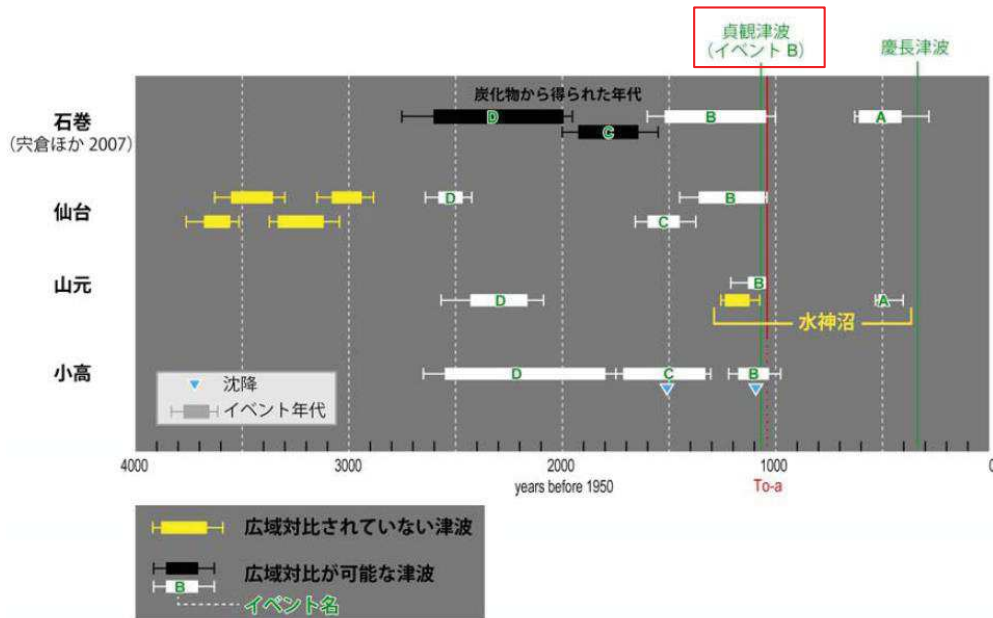 貞観津波
(イベント B)
慶長津波
炭化物から得られた年代
石巻
(宍倉ほか 2007)
D
C
B
A
仙台
D
C
B
山元
D
B
A
水神沼
小高
D
C
B
沈降
イベント年代
4000
3000
2000
1000
0
years before 1950
To-a
広域対比されていない津波
広域対比が可能な津波
B
イベント名